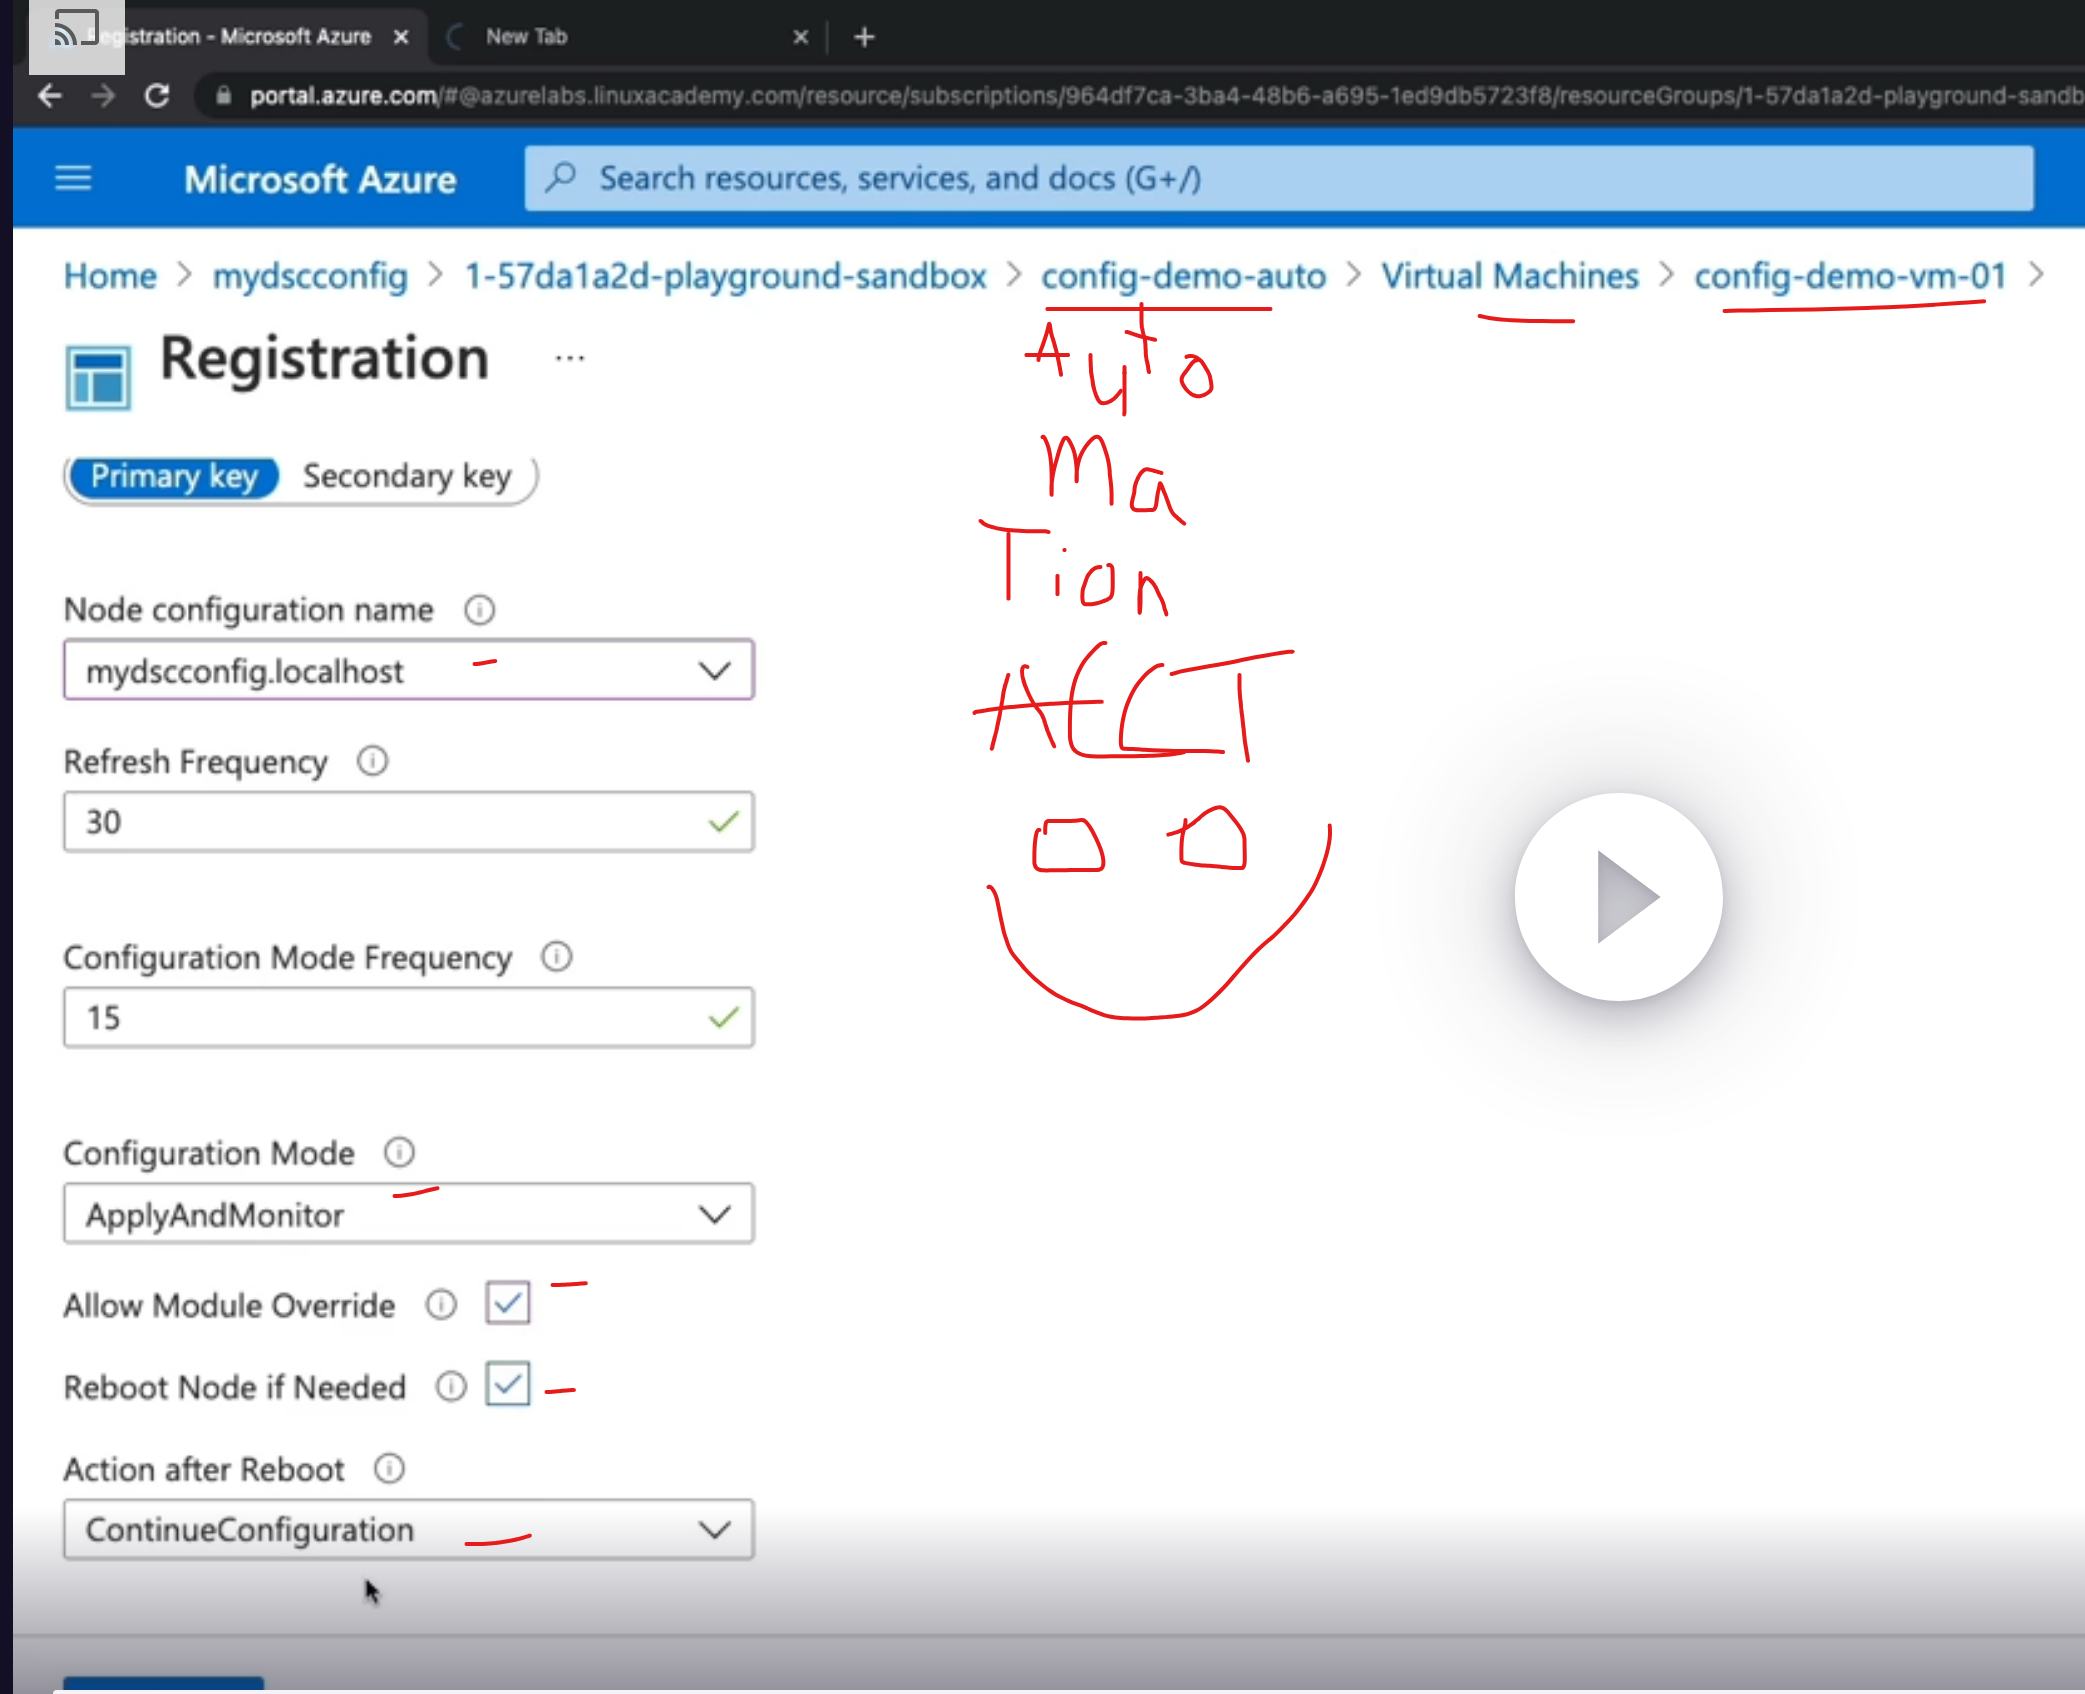 egistration - Microsoft Azure × New Tab × +
portal.azure.com/#@azurelabs.linuxacademy.com/resource/subscriptions/964df7ca-3ba4-48b6-a695-1ed9db5723f8/resourceGroups/1-57da1a2d-playground-sandb
Microsoft Azure Search resources, services, and docs (G+/)
Home > mydscconfig > 1-57da1a2d-playground-sandbox > config-demo-auto > Virtual Machines > config-demo-vm-01 >
Registration ...
Auto
Primary key Secondary key
Ma
Tion
Node configuration name
mydscconfig.localhost
ACCT
Refresh Frequency
30
Configuration Mode Frequency
15
Configuration Mode
ApplyAndMonitor
Allow Module Override
Reboot Node if Needed
Action after Reboot
ContinueConfiguration